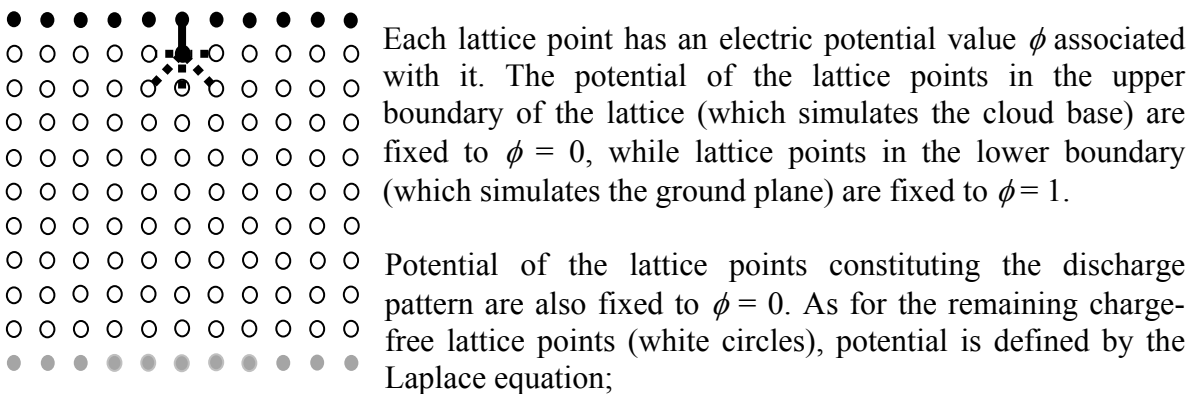 Each lattice point has an electric potential value ϕ associated
with it. The potential of the lattice points in the upper
boundary of the lattice (which simulates the cloud base) are
fixed to ϕ = 0, while lattice points in the lower boundary
(which simulates the ground plane) are fixed to ϕ = 1.
Potential of the lattice points constituting the discharge
pattern are also fixed to ϕ = 0. As for the remaining charge-
free lattice points (white circles), potential is defined by the
Laplace equation;